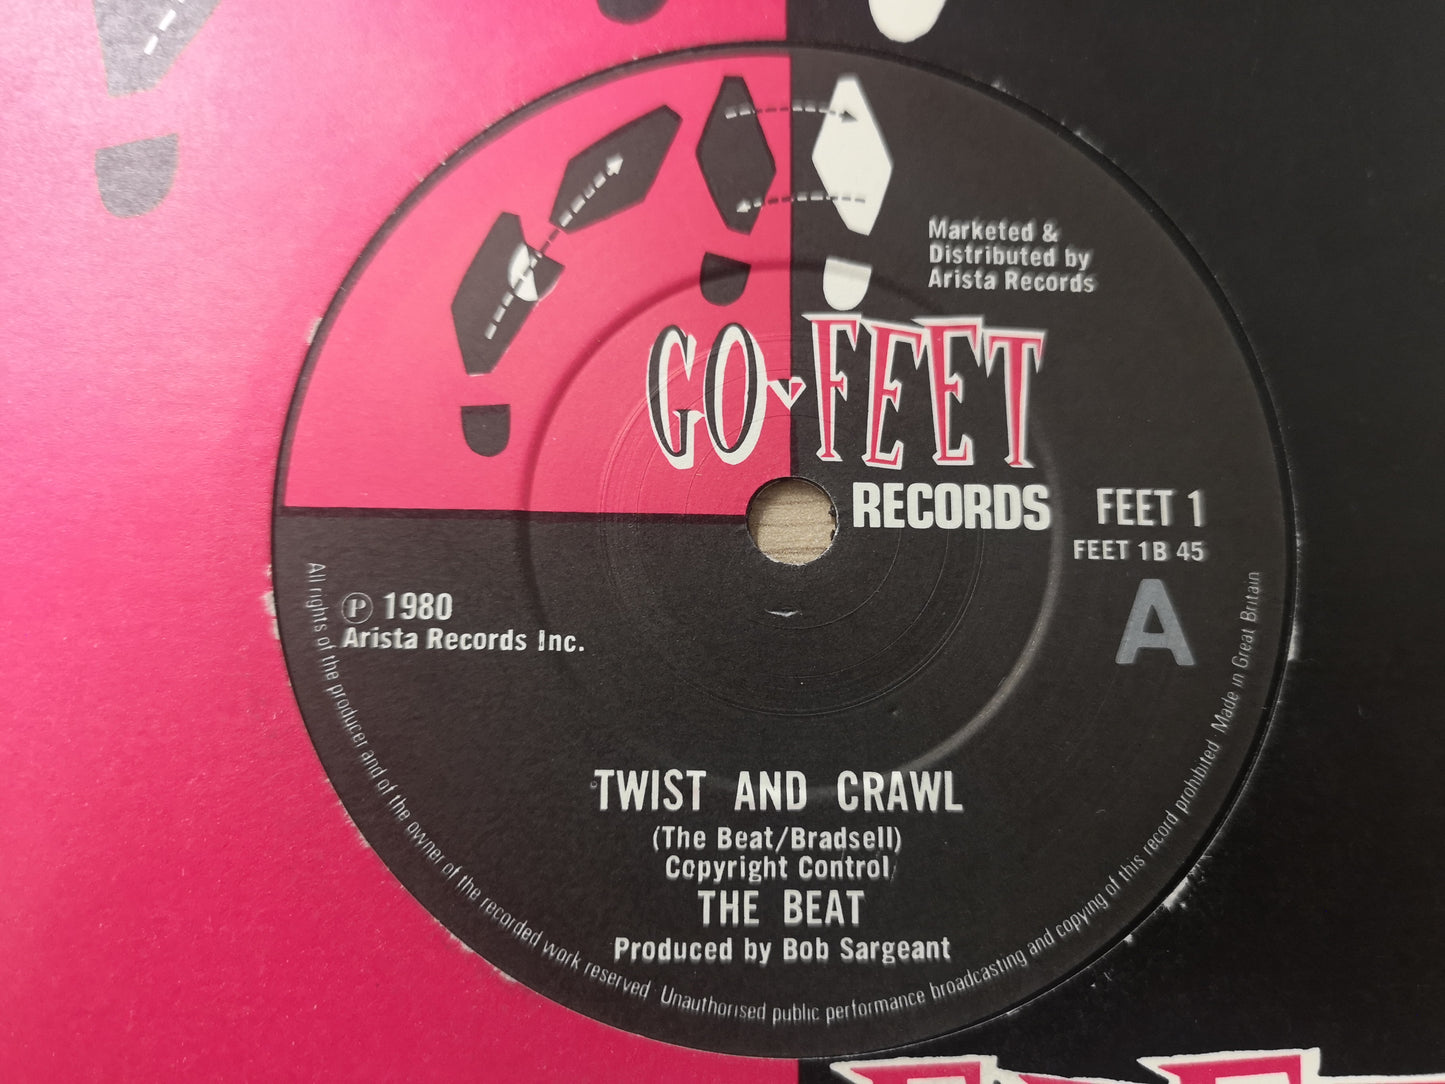 Marketed &
Distributed by
Arista Records
GO FEET
RECORDS
FEET 1
FEET 1B 45
A
P 1980
Arista Records Inc.
TWIST AND CRAWL
(The Beat/Bradsell)
Copyright Control
THE BEAT
Produced by Bob Sargeant
All rights of the producer and of the owner of the recorded work reserved Unauthorised public performance broadcasting and copying of this record prohibited Made in Great Britain